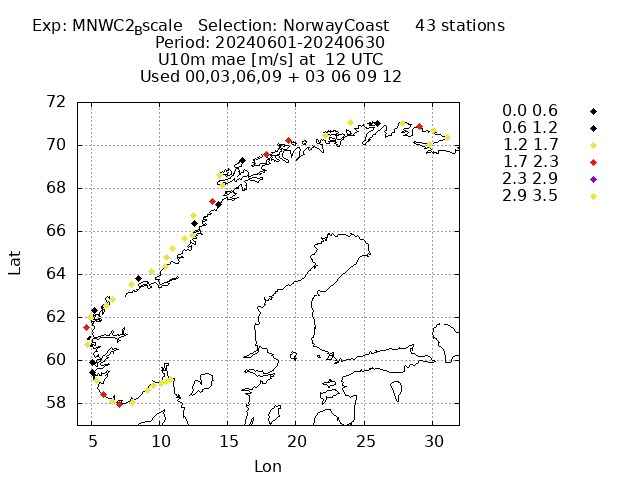 Exp: MNWC2_Bscale   Selection: NorwayCoast     43 stations
Period: 20240601-20240630
U10m mae [m/s] at  12 UTC
Used 00,03,06,09 + 03 06 09 12
72
70
68
66
64
62
60
58
Lat
5 10 15 20 25 30
Lon
0.0 0.6
0.6 1.2
1.2 1.7
1.7 2.3
2.3 2.9
2.9 3.5